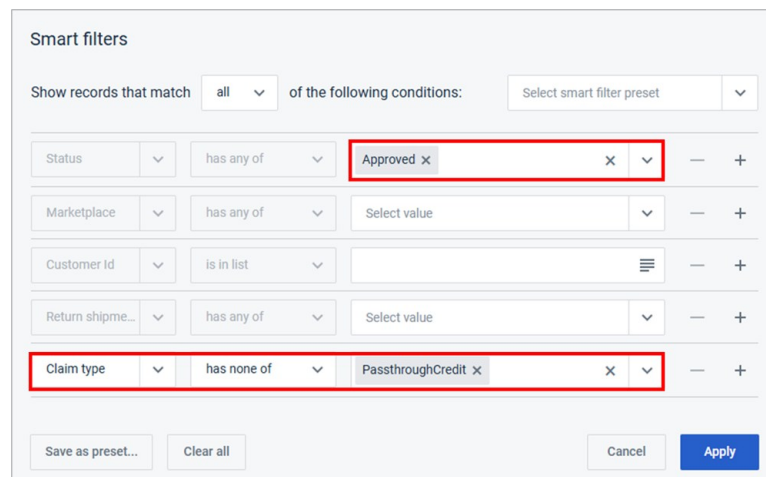 Smart filters
Show records that match all of the following conditions: Select smart filter preset
Status has any of Approved
Marketplace has any of Select value
Customer Id is in list
Return shipme... has any of Select value
Claim type has none of PassthroughCredit
Save as preset... Clear all Cancel Apply